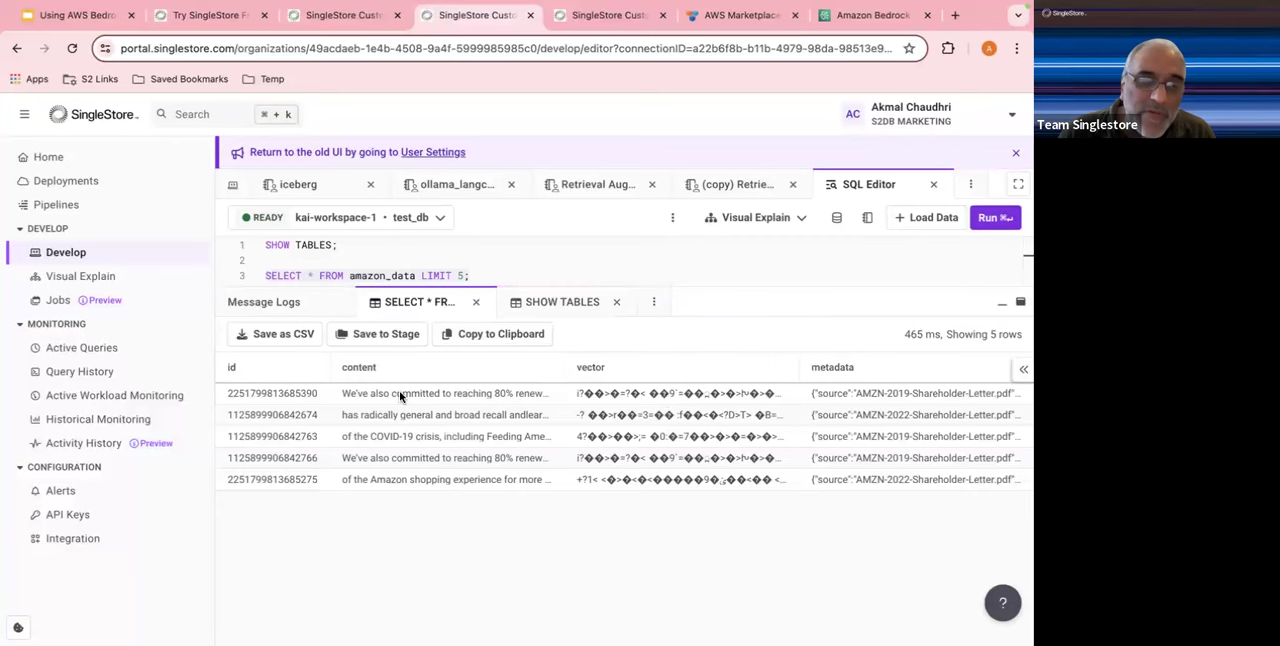 Using AWS Bedro
Try SingleStore F
SingleStore Custo
SingleStore Custo
SingleStore Custo
AWS Marketplace
Amazon Bedrock
portal.singlestore.com/organizations/49acdaeb-1e4b-4508-9a4f-5999985985c0/develop/editor?connectionID=a22b6f8b-b11b-4979-98da-98513e9...
A
Apps
S2 Links
Saved Bookmarks
Temp
SingleStore
Search
⌘ + k
AC
Akmal Chaudhri
S2DB MARKETING
Return to the old UI by going to User Settings
Home
Deployments
Pipelines
DEVELOP
Develop
Visual Explain
Jobs
Preview
MONITORING
Active Queries
Query History
Active Workload Monitoring
Historical Monitoring
Activity History
Preview
CONFIGURATION
Alerts
API Keys
Integration
iceberg
ollama_langc...
Retrieval Aug...
(copy) Retrie...
SQL Editor
READY kai-workspace-1 • test_db
Visual Explain
+ Load Data
Run
1 SHOW TABLES;
2
3 SELECT * FROM amazon_data LIMIT 5;
Message Logs
SELECT * FR...
SHOW TABLES
Save as CSV
Save to Stage
Copy to Clipboard
465 ms, Showing 5 rows
id content vector metadata
2251799813685390 We've also committed to reaching 80% renew... {"source":"AMZN-2019-Shareholder-Letter.pdf"...
1125899906842674 has radically general and broad recall andlear... {"source":"AMZN-2022-Shareholder-Letter.pdf"...
1125899906842763 of the COVID-19 crisis, including Feeding Ame... {"source":"AMZN-2019-Shareholder-Letter.pdf"...
1125899906842766 We've also committed to reaching 80% renew... {"source":"AMZN-2019-Shareholder-Letter.pdf"...
2251799813685275 of the Amazon shopping experience for more ... {"source":"AMZN-2022-Shareholder-Letter.pdf"...
?
SingleStore
Team Singlestore